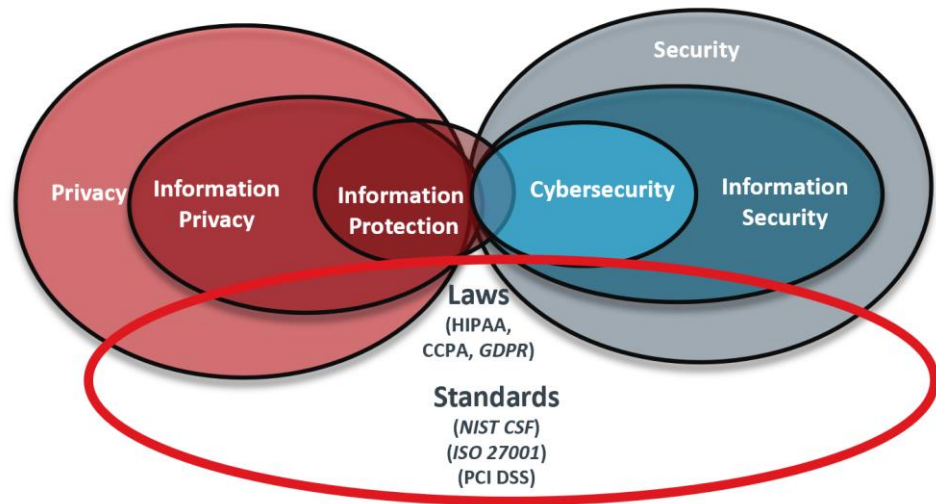 Security
Privacy
Information
Privacy
Information
Protection
Cybersecurity
Information
Security
Laws
(HIPAA,
CCPA, GDPR)
Standards
(NIST CSF)
(ISO 27001)
(PCI DSS)